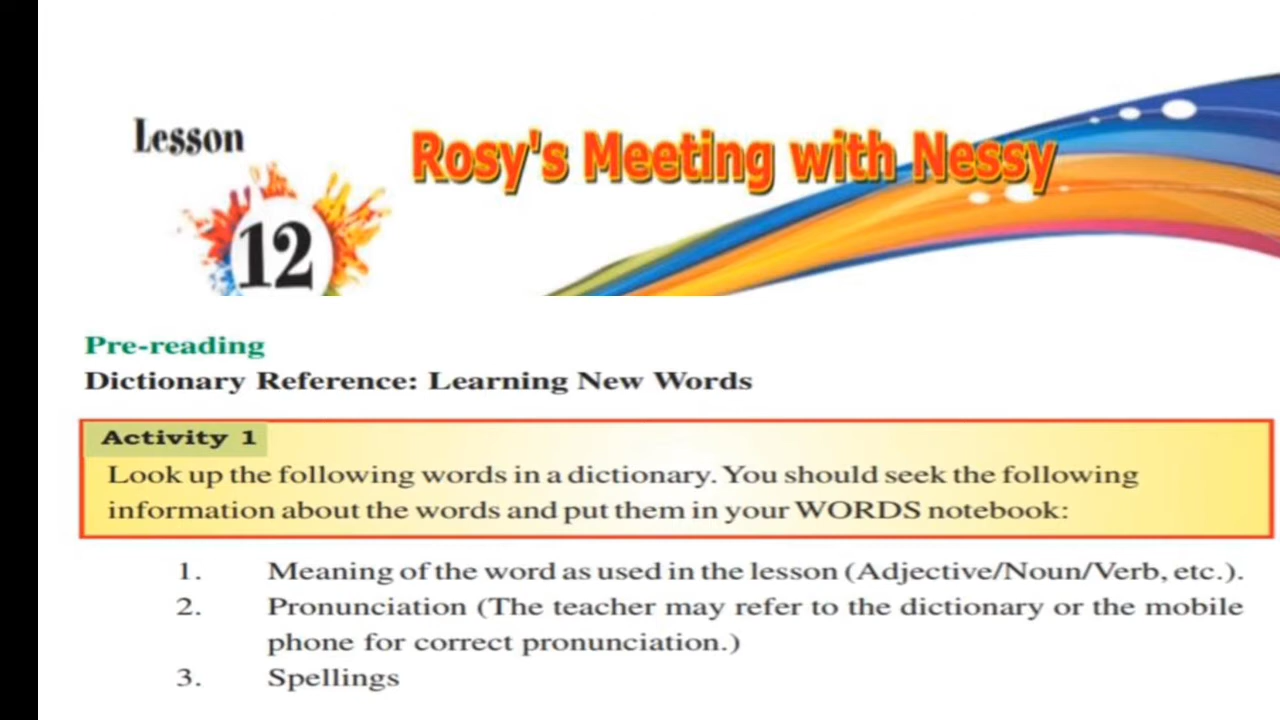 Lesson
12
Rosy's Meeting with Nessy
Pre-reading
Dictionary Reference: Learning New Words
Activity 1
Look up the following words in a dictionary. You should seek the following
information about the words and put them in your WORDS notebook:
1. Meaning of the word as used in the lesson (Adjective/Noun/Verb, etc.).
2. Pronunciation (The teacher may refer to the dictionary or the mobile
phone for correct pronunciation.)
3. Spellings